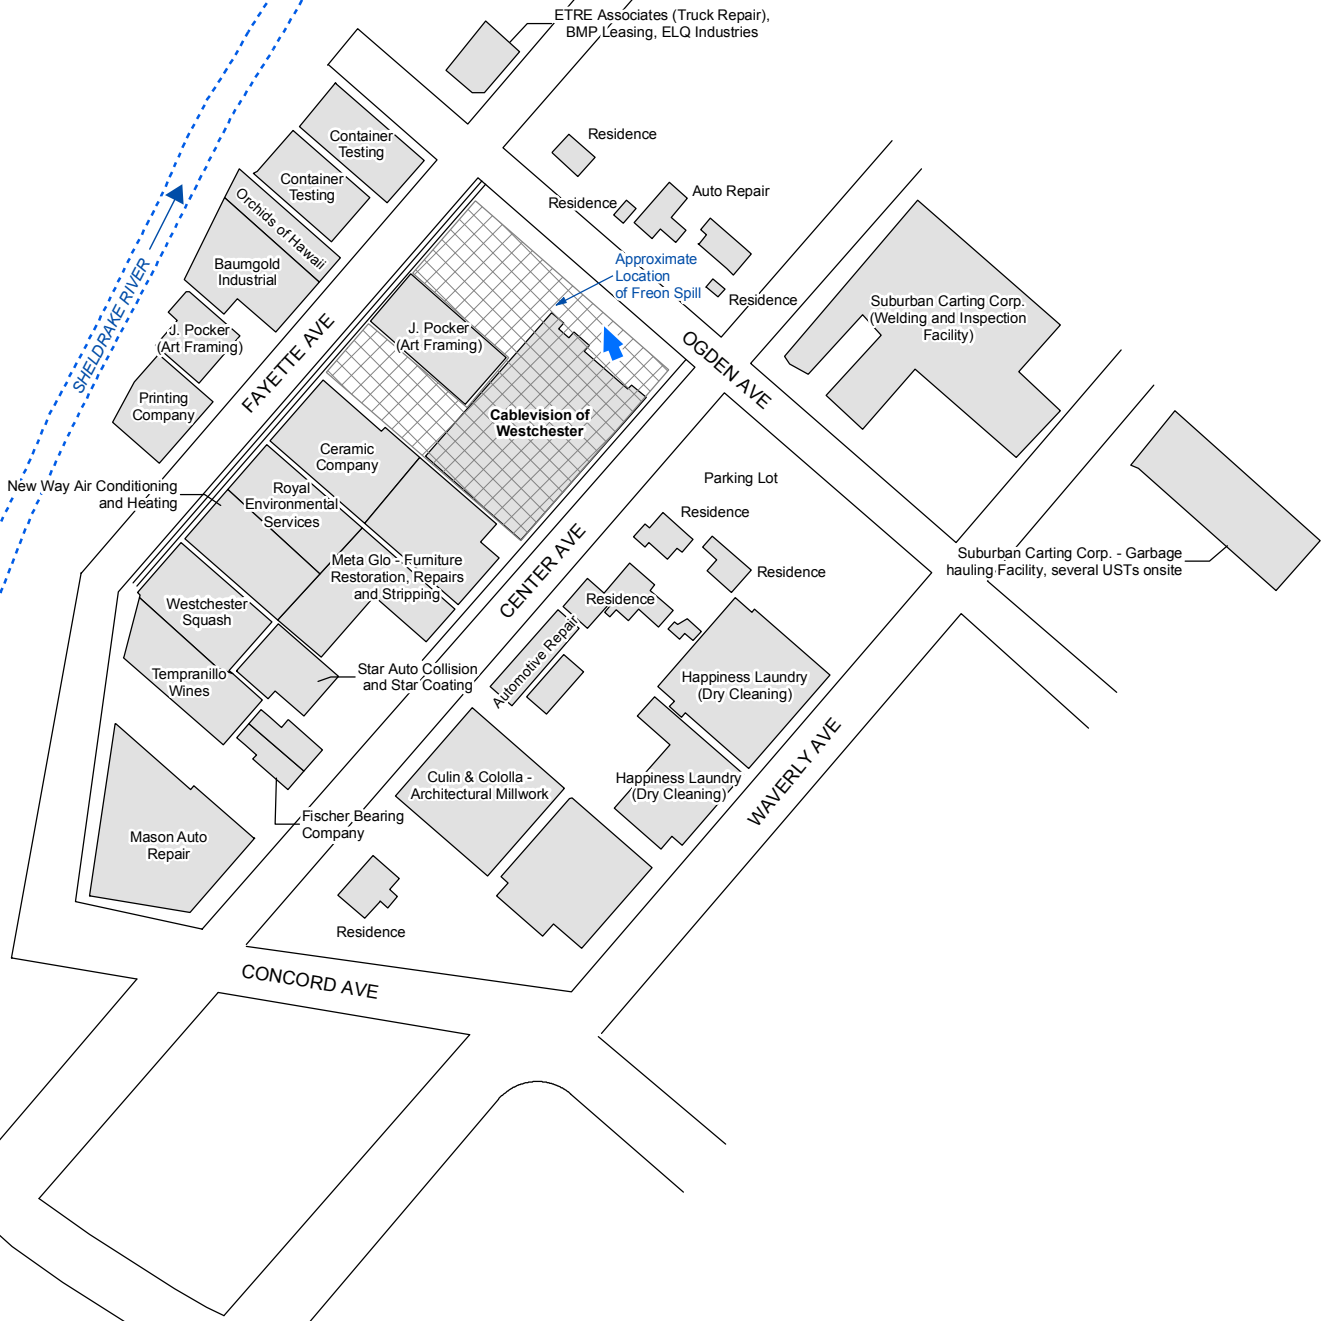 ETRE Associates (Truck Repair),
BMP Leasing, ELQ Industries
Container
Testing
Residence
Container
Testing
Auto Repair
Residence
Orchids of Hawaii
Approximate
Location
of Freon Spill
Baumgold
Industrial
Residence
SHELDRAKE RIVER
J. Pocker
(Art Framing)
FAYETTE AVE
J. Pocker
(Art Framing)
OGDEN AVE
Suburban Carting Corp.
(Welding and Inspection
Facility)
Printing
Company
Cablevision of
Westchester
Ceramic
Company
Parking Lot
New Way Air Conditioning
and Heating
Royal
Environmental
Services
Residence
CENTER AVE
Suburban Carting Corp. - Garbage
hauling Facility, several USTs onsite
Meta Glo - Furniture
Restoration, Repairs
and Stripping
Residence
Residence
Westchester
Squash
Automotive Repair
Tempranillo
Wines
Star Auto Collision
and Star Coating
Happiness Laundry
(Dry Cleaning)
WAVERLY AVE
Culin & Cololla -
Architectural Millwork
Happiness Laundry
(Dry Cleaning)
Fischer Bearing
Company
Mason Auto
Repair
Residence
CONCORD AVE